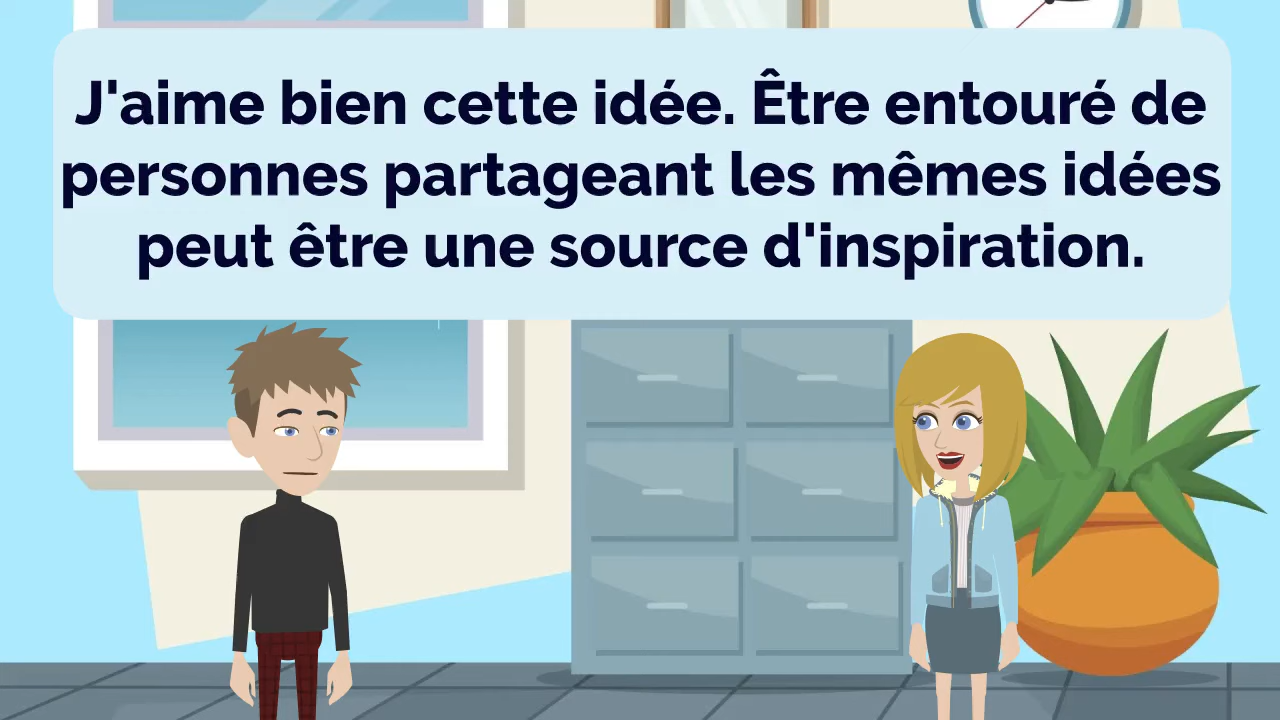 J'aime bien cette idée. Être entouré de
personnes partageant les mêmes idées
peut être une source d'inspiration.